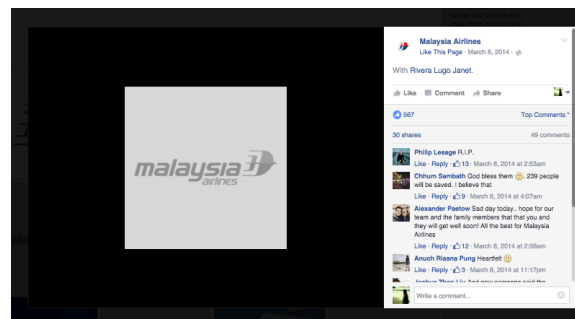 malaysia
airlines
Malaysia Airlines
Like This Page · March 8, 2014 ·
With Rivera Lugo Janet.
Like Comment Share
567 Top Comments
30 shares 49 comments
Philip Lesage R.I.P.
Like · Reply · 13 · March 8, 2014 at 2:53am
Chhum Sambath God bless them 🙂. 239 people
will be saved. I believe that
Like · Reply · 9 · March 8, 2014 at 4:07am
Alexander Paetow Sad day today.. hope for our
team and the family members that that you and
they will get well soon! All the best for Malaysia
Airlines
Like · Reply · 12 · March 8, 2014 at 2:56am
Anuch Risana Pung Heartfelt 🙂
Like · Reply · 3 · March 8, 2014 at 11:17pm
Write a comment...